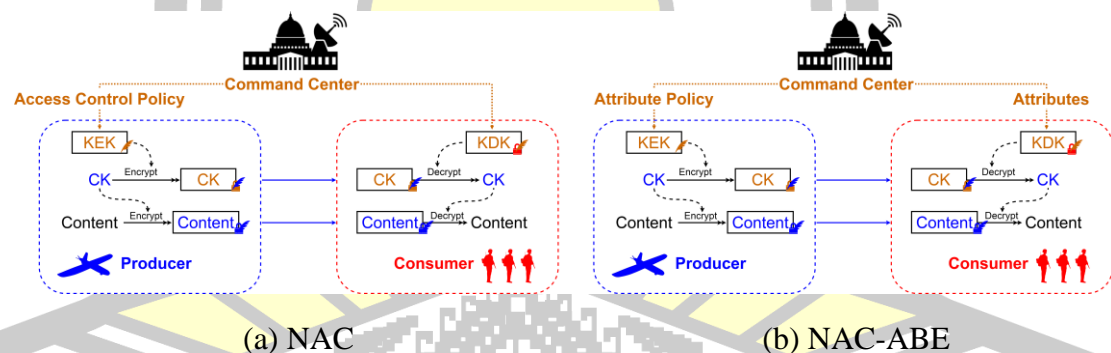 Command Center
Access Control Policy
KEK
KDK
CK
Encrypt
CK
CK
Decrypt
CK
Content
Encrypt
Content
Content
Decrypt
Content
Producer
Consumer
(a) NAC
Command Center
Attribute Policy
Attributes
KEK
KDK
CK
Encrypt
CK
CK
Decrypt
CK
Content
Encrypt
Content
Content
Decrypt
Content
Producer
Consumer
(b) NAC-ABE